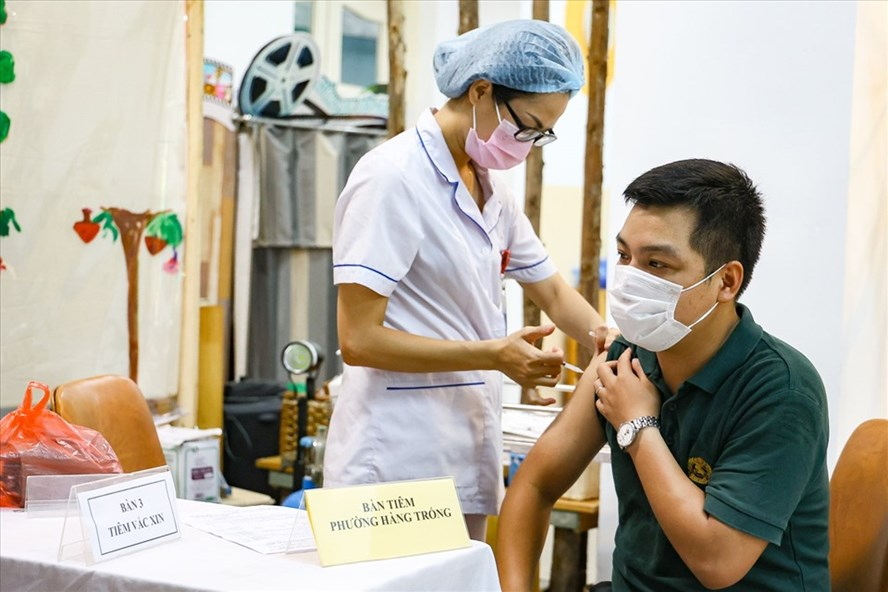 BÀN 3
TIÊM VẮC XIN
BÀN TIÊM
PHƯỜNG HÀNG TRỐNG